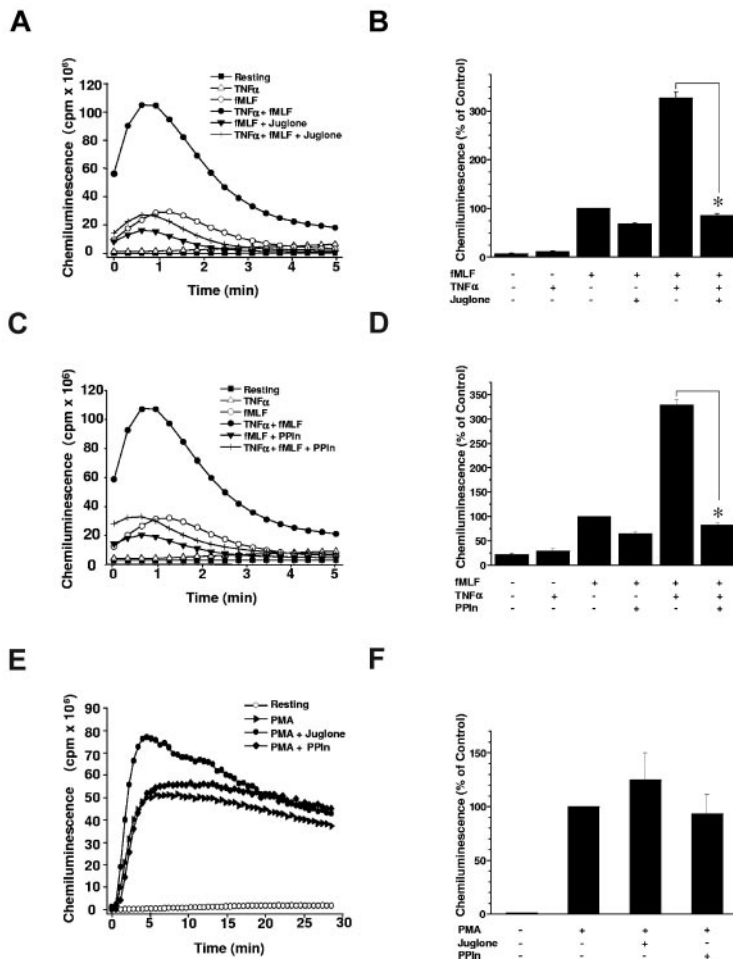 A
Chemiluminescence (cpm x 10⁶)
120
100
80
60
40
20
0
Resting
TNFα
fMLF
TNFα + fMLF
fMLF + Juglone
TNFα + fMLF + Juglone
0 1 2 3 4 5
Time (min)
B
Chemiluminescence (% of Control)
350
100
50
0
fMLF - - + + + +
TNFα - + - - + +
Juglone - - - + - +
*
C
Chemiluminescence (cpm x 10⁶)
120
100
80
60
40
20
0
Resting
TNFα
fMLF
TNFα + fMLF
fMLF + PPIn
TNFα + fMLF + PPIn
0 1 2 3 4 5
Time (min)
D
Chemiluminescence (% of Control)
350
300
250
200
150
100
50
0
*
fMLF - - + + + +
TNFα - + - - + +
PPIn - - - + - +
E
Chemiluminescence (cpm x 10⁶)
90
80
70
60
50
40
30
20
10
0
Resting
PMA
PMA + Juglone
PMA + PPIn
0 5 10 15 20 25 30
Time (min)
F
Chemiluminescence (% of Control)
150
100
50
0
PMA - + + +
Juglone - - + -
PPIn - - - +